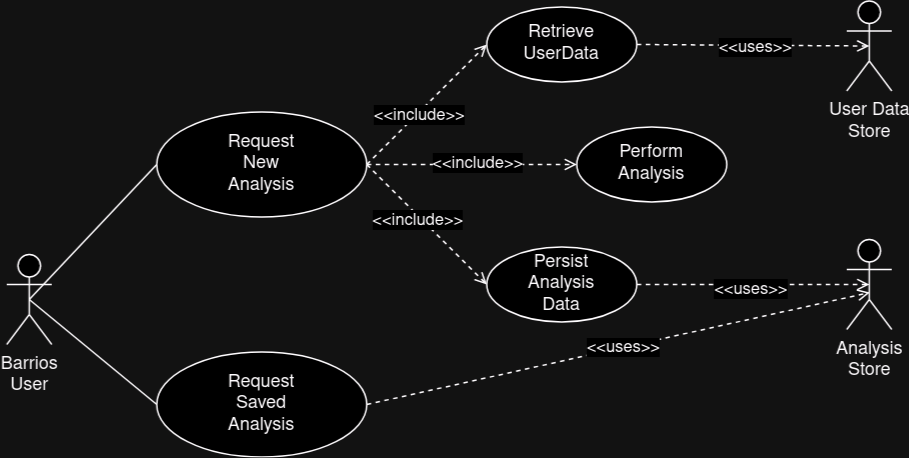 Retrieve
UserData
<<uses>>
User Data
Store
<<include>>
Request
New
Analysis
<<include>>
Perform
Analysis
<<include>>
Persist
Analysis
Data
<<uses>>
<<uses>>
Analysis
Store
Barrios
User
Request
Saved
Analysis